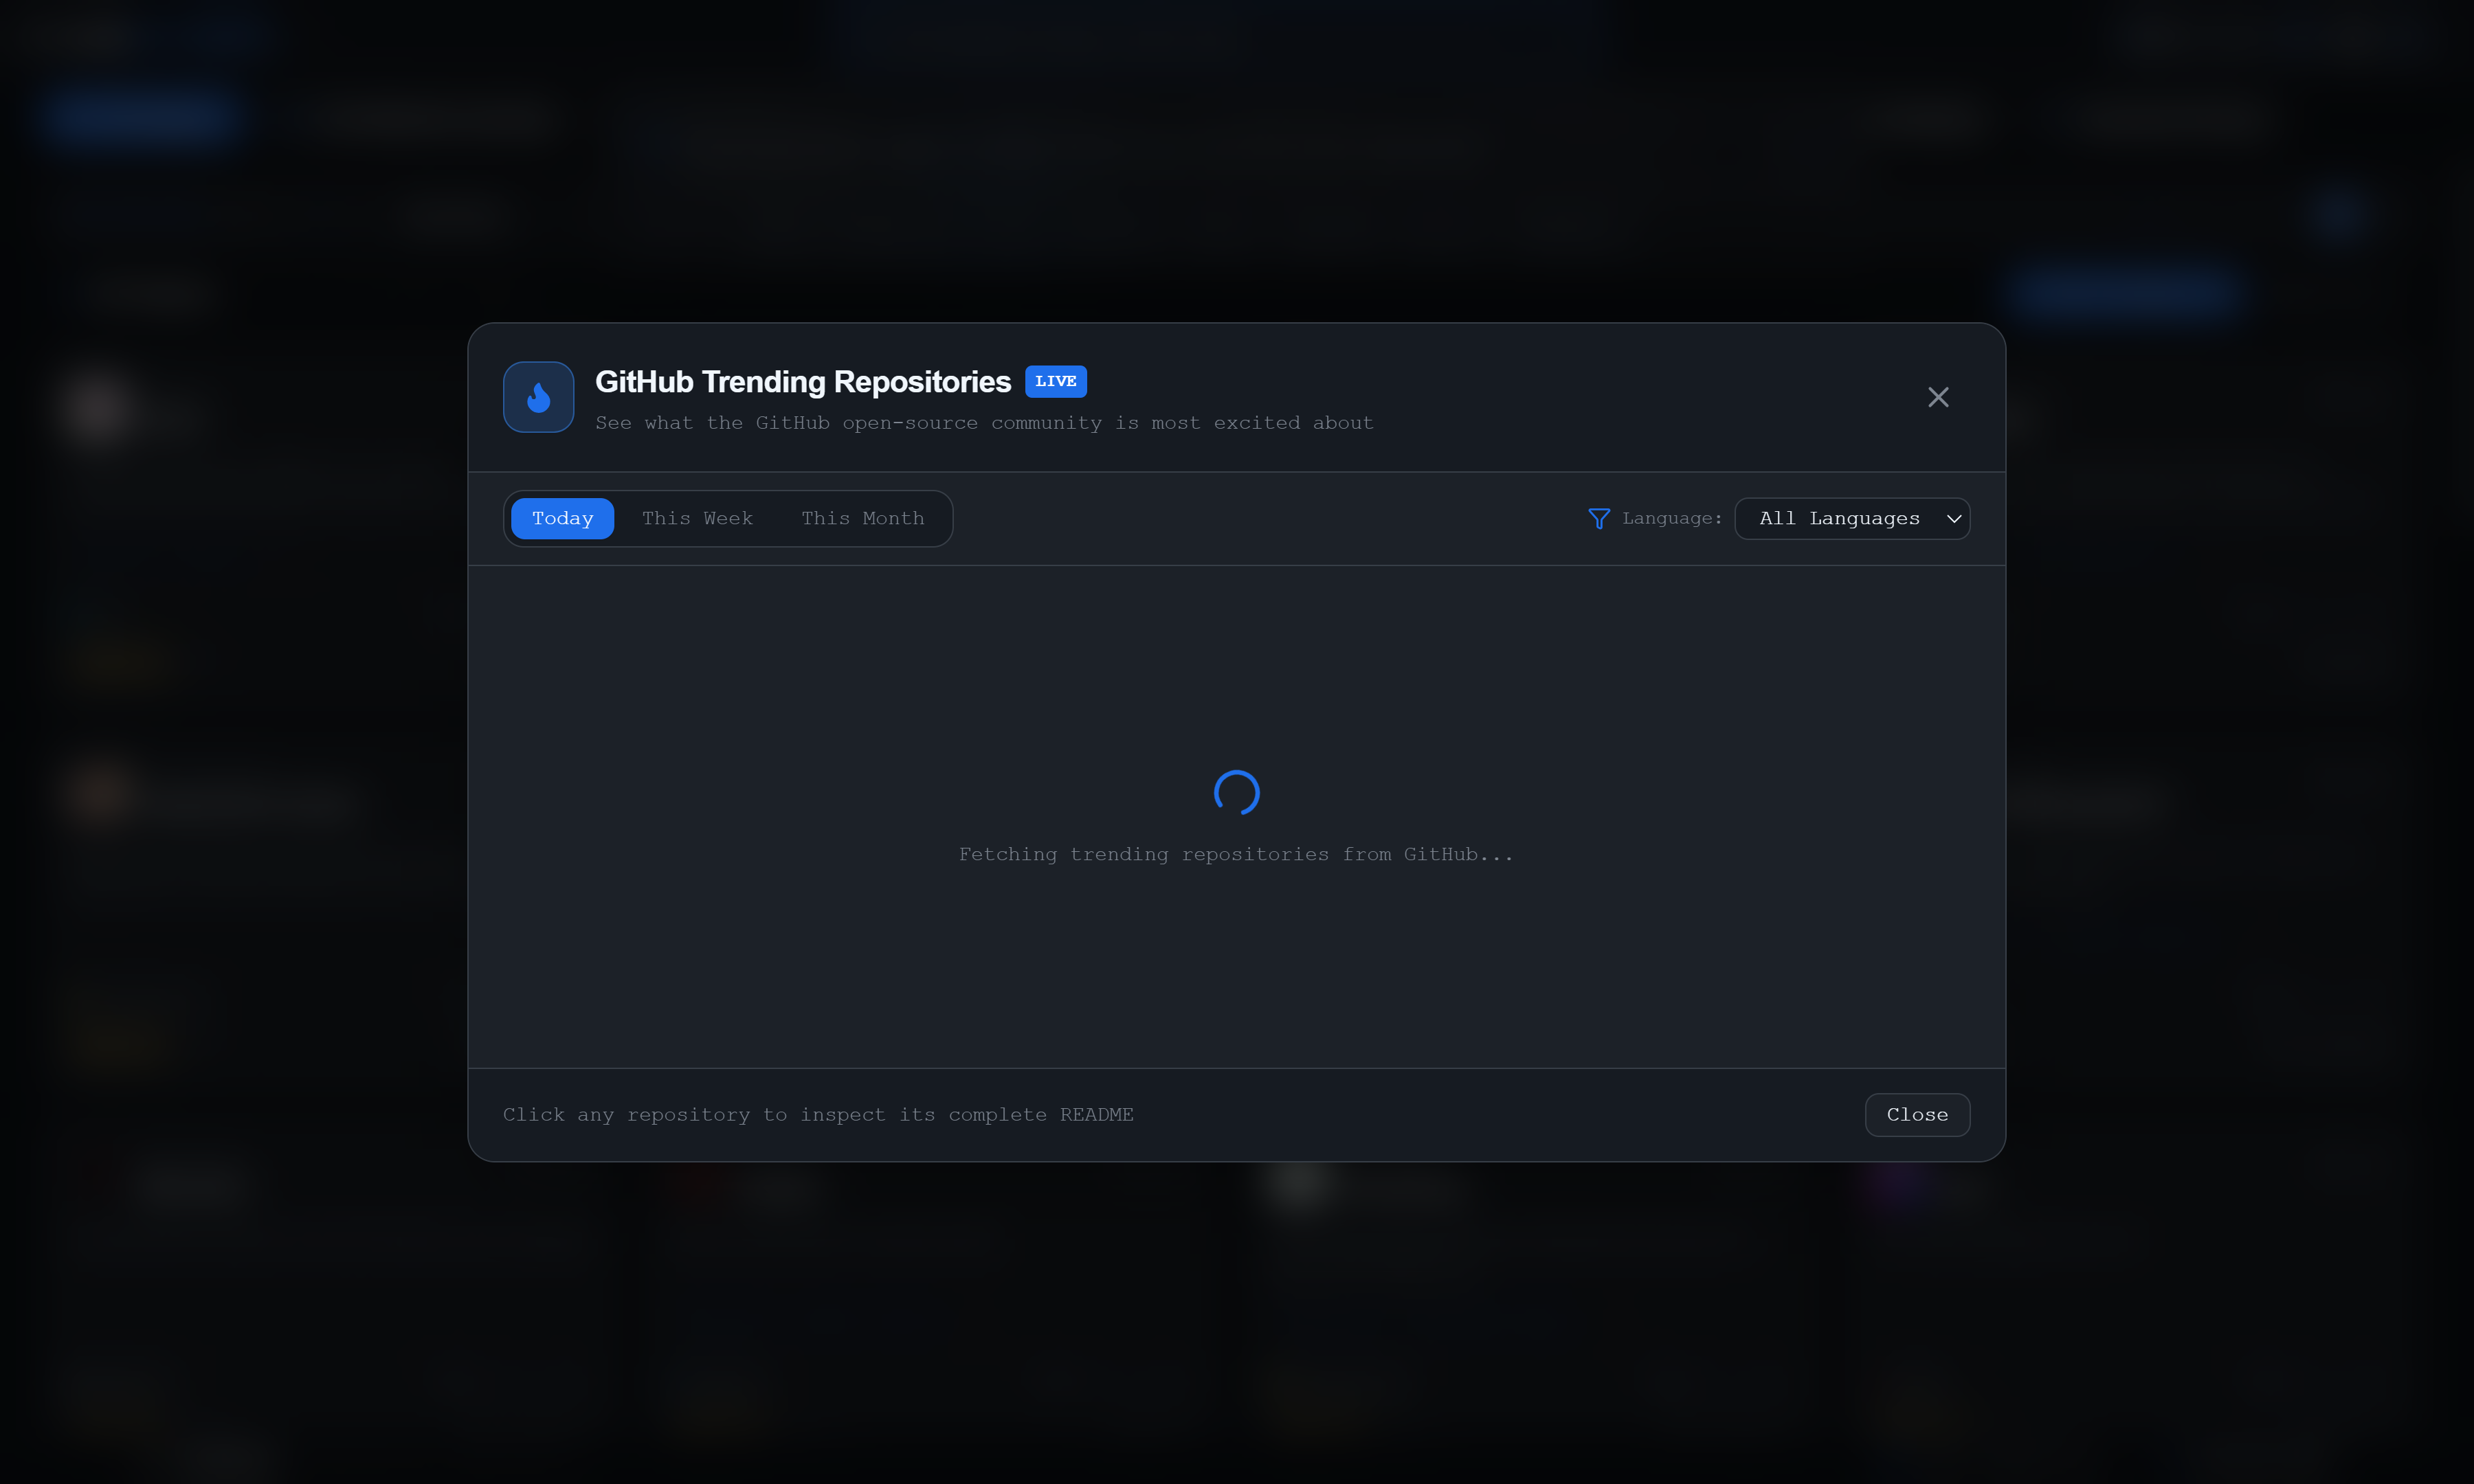 GitHub Trending Repositories LIVE
See what the GitHub open-source community is most excited about
Today This Week This Month Language: All Languages
Fetching trending repositories from GitHub...
Click any repository to inspect its complete README Close